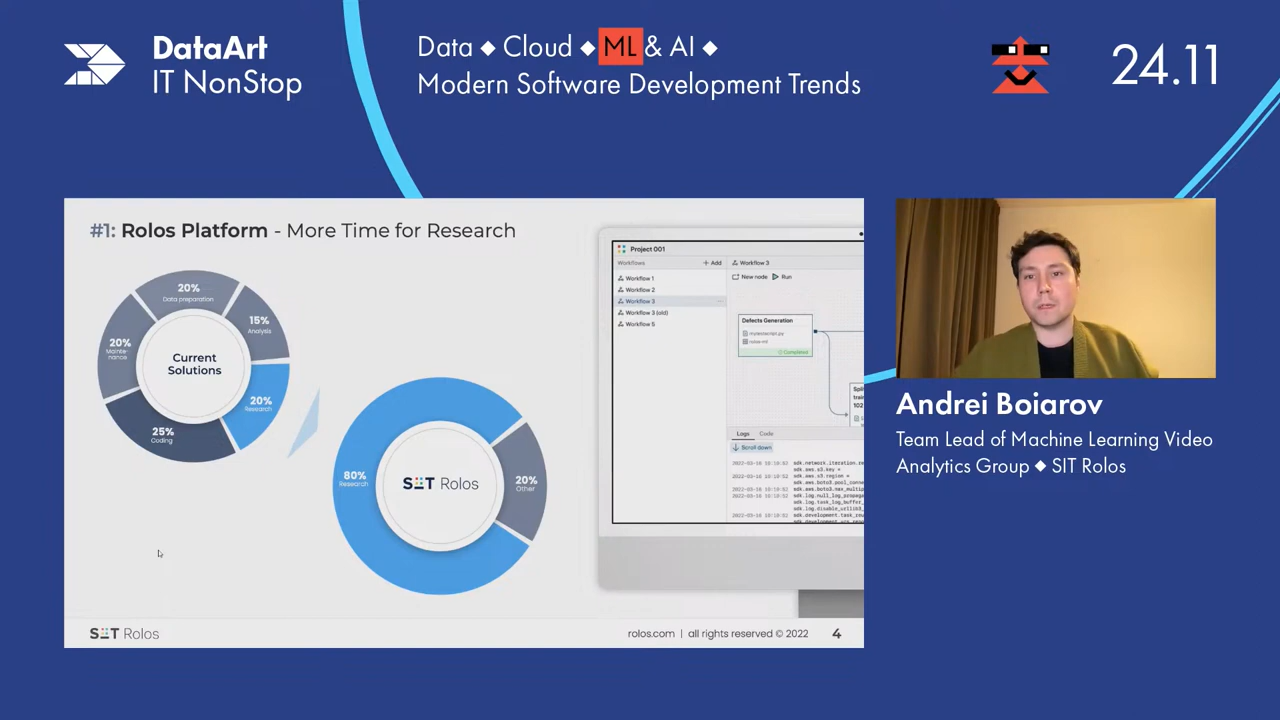 DataArt
IT NonStop
Data ◆ Cloud ◆ ML & AI ◆
Modern Software Development Trends
24.11
#1: Rolos Platform - More Time for Research
20%
Data preparation
15%
Analysis
20%
Mainte-
nance
Current
Solutions
20%
Research
25%
Coding
80%
Research
SIT Rolos
20%
Other
Project 001
Workflows
Add
Workflow 3
Workflow 1
Workflow 2
Workflow 3
Workflow 3 (old)
Workflow 5
New node
Run
Defects Generation
Completed
Logs
Code
Scroll down
SIT Rolos
rolos.com | all rights reserved © 2022
4
Andrei Boiarov
Team Lead of Machine Learning Video
Analytics Group ◆ SIT Rolos